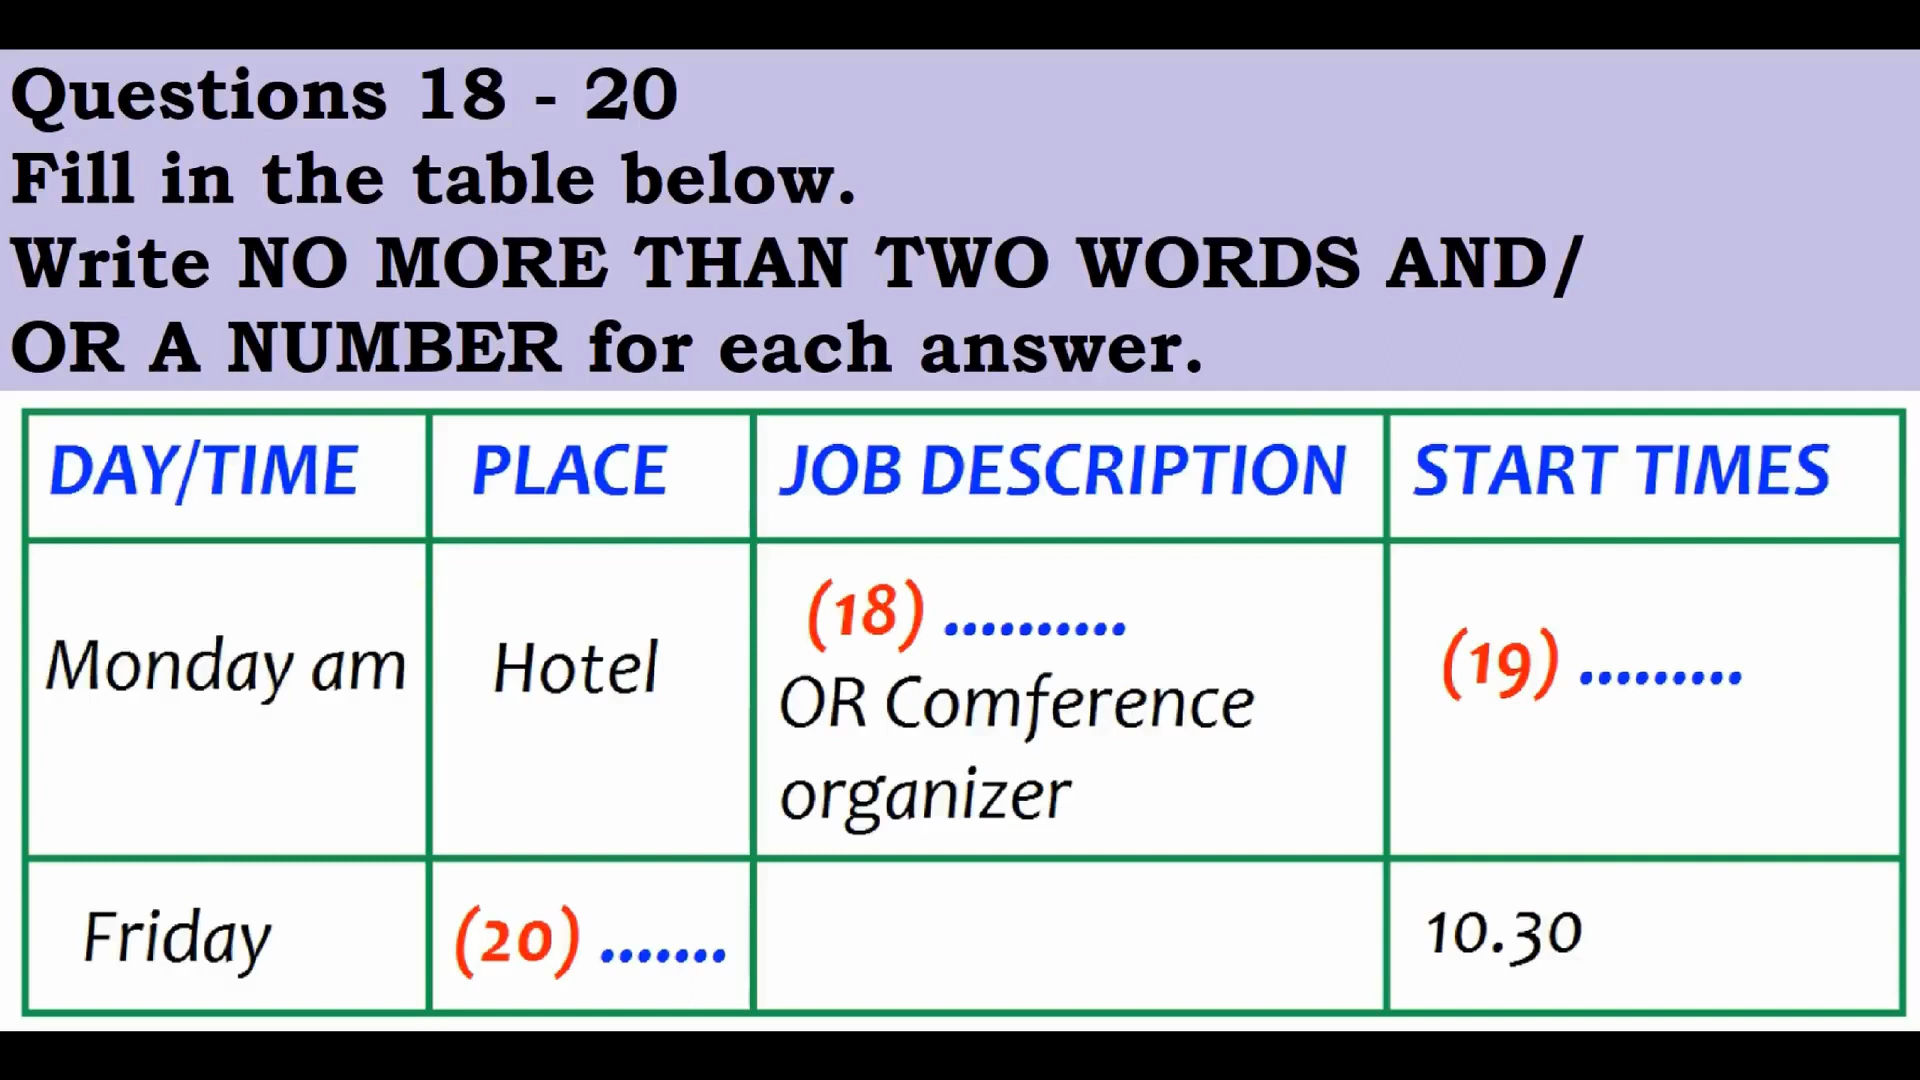 Questions 18 - 20
Fill in the table below.
Write NO MORE THAN TWO WORDS AND/
OR A NUMBER for each answer.
DAY/TIME PLACE JOB DESCRIPTION START TIMES
Monday am Hotel (18) .......... (19) .........
OR Comference
organizer
Friday (20) ....... 10.30